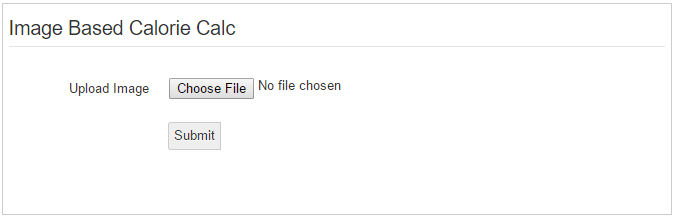 Image Based Calorie Calc
Upload Image Choose File No file chosen
Submit